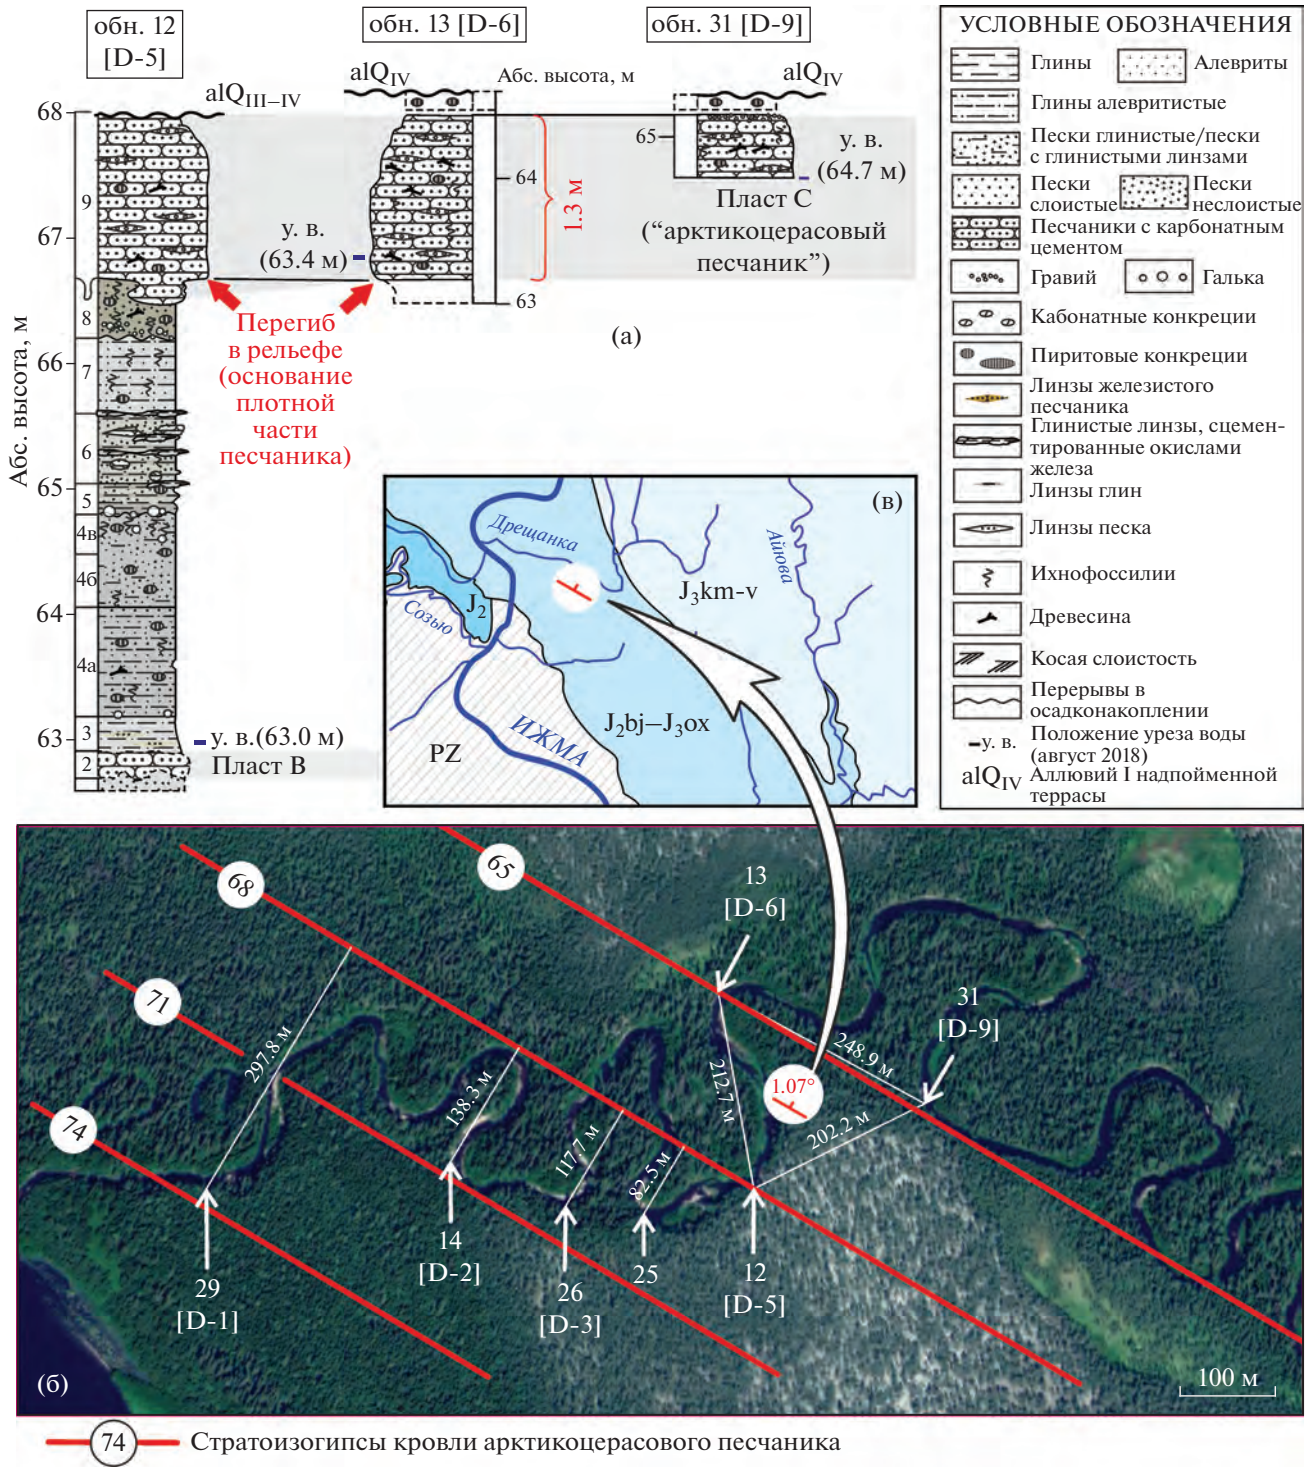 обн. 12
[D-5]
обн. 13 [D-6]
обн. 31 [D-9]
alQIII–IV
alQIV
Абс. высота, м
alQIV
68
67
66
65
64
63
Абс. высота, м
9
8
7
6
5
4в
4б
4а
3
2
у. в.
(63.4 м)
64
63
1.3 м
65
у. в.
(64.7 м)
Пласт С
(“арктикоцерасовый
песчаник”)
(а)
Перегиб
в рельефе
(основание
плотной
части
песчаника)
у. в.(63.0 м)
Пласт В
УСЛОВНЫЕ ОБОЗНАЧЕНИЯ
Глины
Алевриты
Глины алевритистые
Пески глинистые/пески
с глинистыми линзами
Пески
слоистые
Пески
неслоистые
Песчаники с карбонатным
цементом
Гравий
Галька
Кабонатные конкреции
Пиритовые конкреции
Линзы железистого
песчаника
Глинистые линзы, сцемен-
тированные окислами
железа
Линзы глин
Линзы песка
Ихнофоссилии
Древесина
Косая слоистость
Перерывы в
осадконакоплении
у. в.
Положение уреза воды
(август 2018)
alQIV
Аллювий I надпойменной
террасы
(в)
Дрещанка
Айюва
J3km-v
J2
Созью
J2bj–J3ox
ИЖМА
PZ
65
68
71
74
13
[D-6]
31
[D-9]
297.8 м
138.3 м
117.7 м
82.5 м
212.7 м
248.9 м
202.2 м
1.07°
29
[D-1]
14
[D-2]
26
[D-3]
25
12
[D-5]
(б)
100 м
74
Стратоизогипсы кровли арктикоцерасового песчаника